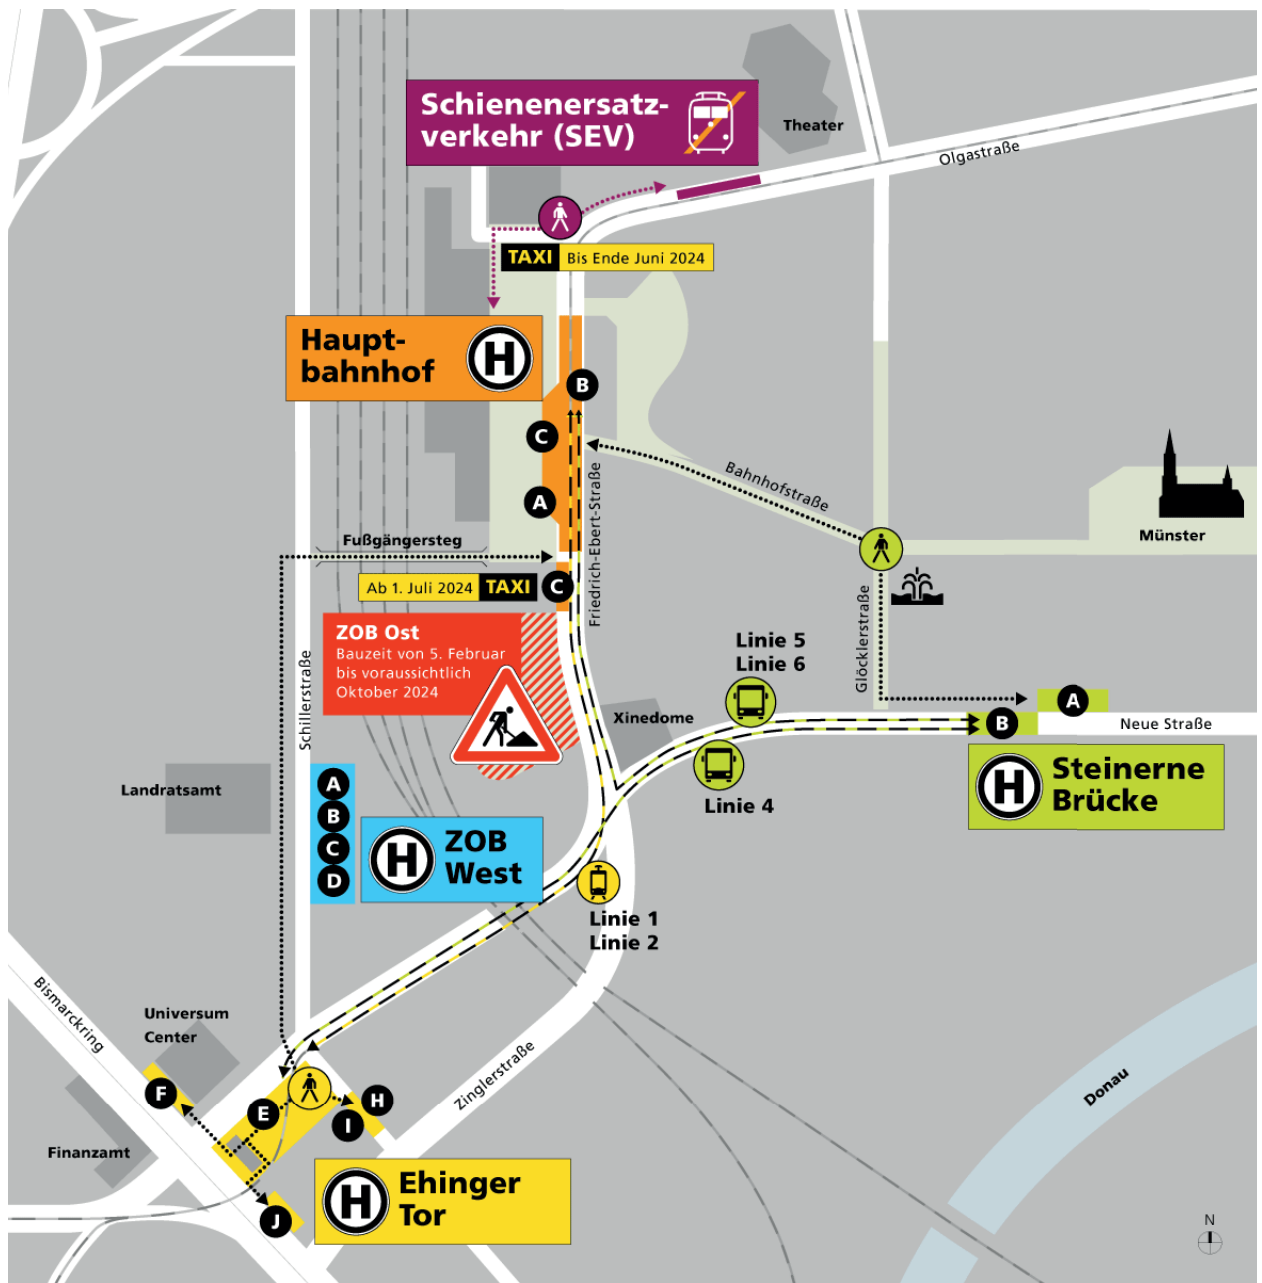 Schienenersatz-
verkehr (SEV)
Theater
Olgastraße
TAXI Bis Ende Juni 2024
Haupt-
bahnhof
H
B
C
A
Bahnhofstraße
Friedrich-Ebert-Straße
Münster
Fußgängersteg
Ab 1. Juli 2024 TAXI
C
Glöcklerstraße
ZOB Ost
Bauzeit von 5. Februar
bis voraussichtlich
Oktober 2024
Schillerstraße
Linie 5
Linie 6
Xinedome
A
B
Neue Straße
H
Steinerne
Brücke
Linie 4
Landratsamt
A
B
C
D
H
ZOB
West
Linie 1
Linie 2
Bismarckring
Universum
Center
Zinglerstraße
Donau
F
E
H
I
Finanzamt
H
Ehinger
Tor
J
N